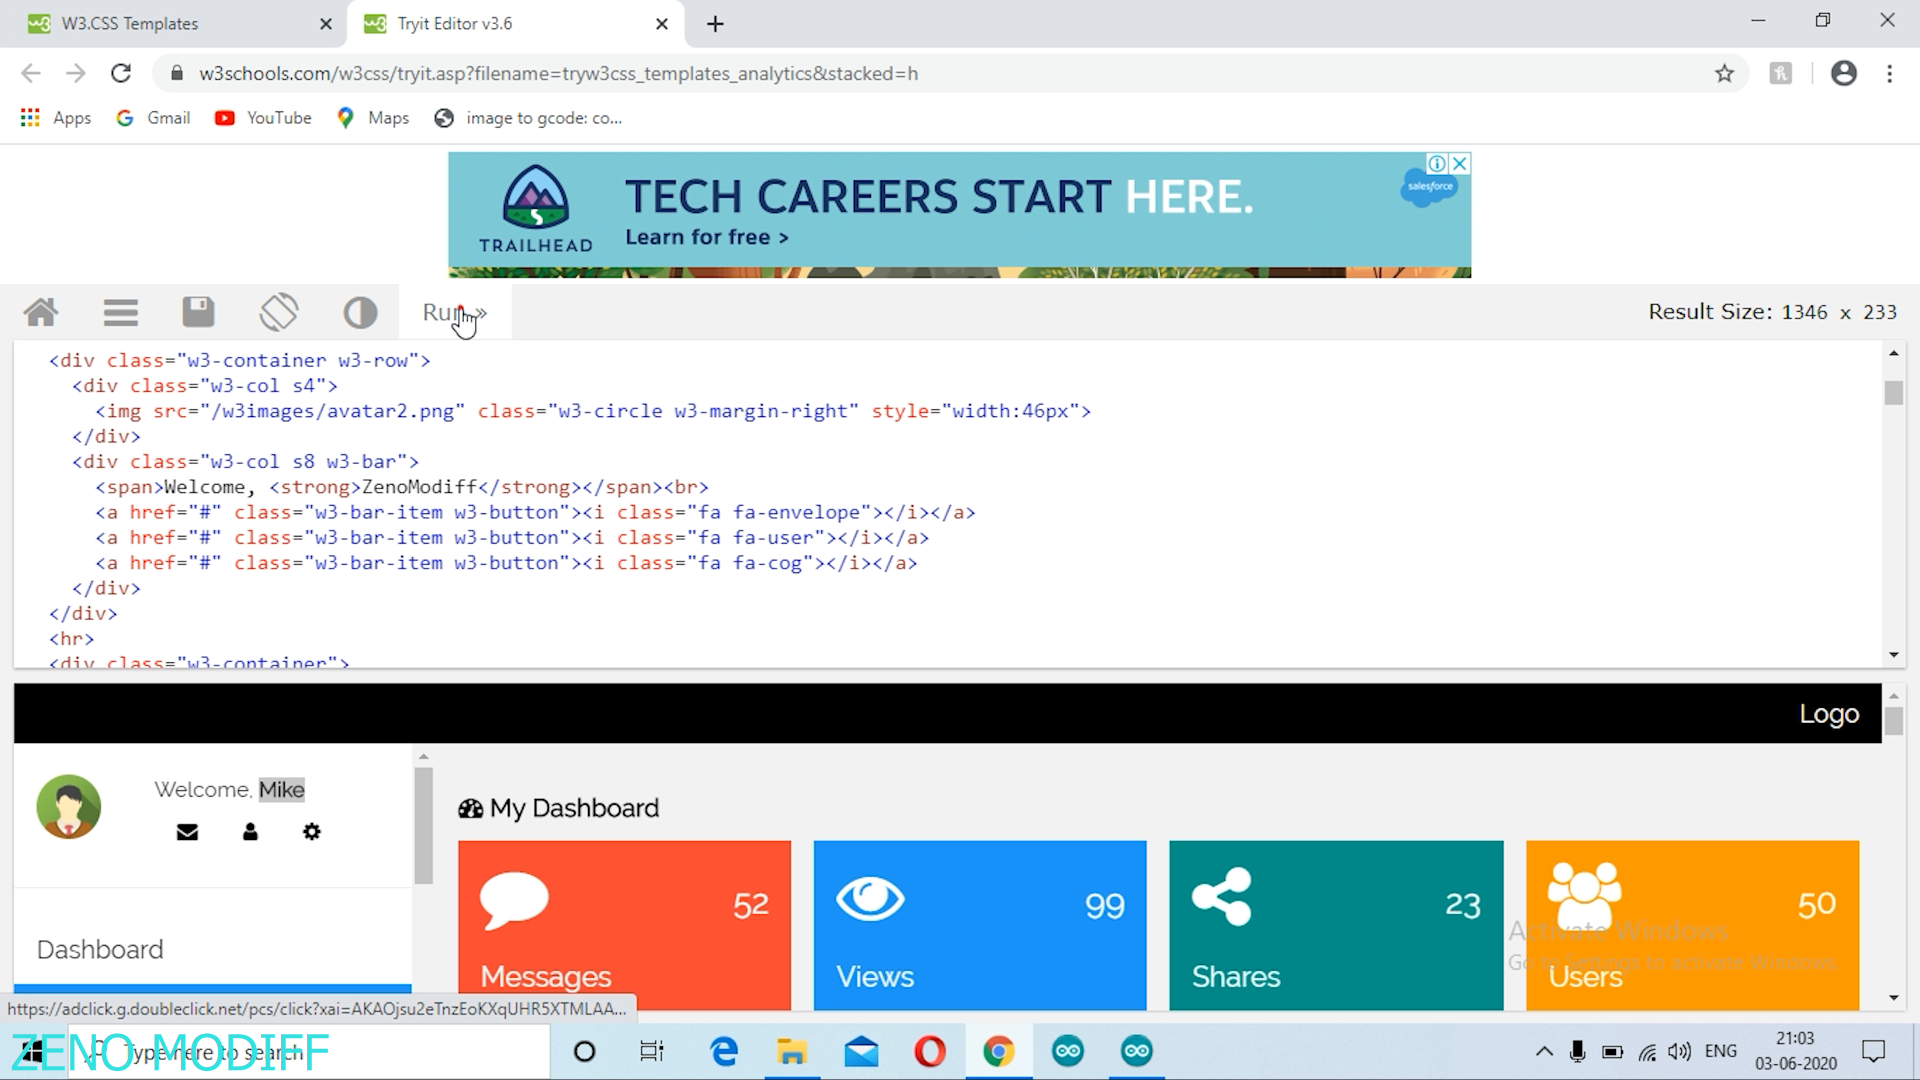 W3.CSS Templates
Tryit Editor v3.6
w3schools.com/w3css/tryit.asp?filename=tryw3css_templates_analytics&stacked=h
Apps
Gmail
YouTube
Maps
image to gcode: co...
TRAILHEAD
TECH CAREERS START HERE.
Learn for free >
salesforce
Run »
Result Size: 1346 x 233
<div class="w3-container w3-row">
<div class="w3-col s4">
<img src="/w3images/avatar2.png" class="w3-circle w3-margin-right" style="width:46px">
</div>
<div class="w3-col s8 w3-bar">
<span>Welcome, <strong>ZenoModiff</strong></span><br>
<a href="#" class="w3-bar-item w3-button"><i class="fa fa-envelope"></i></a>
<a href="#" class="w3-bar-item w3-button"><i class="fa fa-user"></i></a>
<a href="#" class="w3-bar-item w3-button"><i class="fa fa-cog"></i></a>
</div>
</div>
<hr>
<div class="w3-container">
Logo
Welcome, Mike
My Dashboard
52
Messages
99
Views
23
Shares
50
Users
Dashboard
Activate Windows
Go to Settings to activate Windows.
https://adclick.g.doubleclick.net/pcs/click?xai=AKAOjsu2eTnzEoKXqUHR5XTMLAA...
ZENO MODIFF
Type here to search
ENG
21:03
03-06-2020